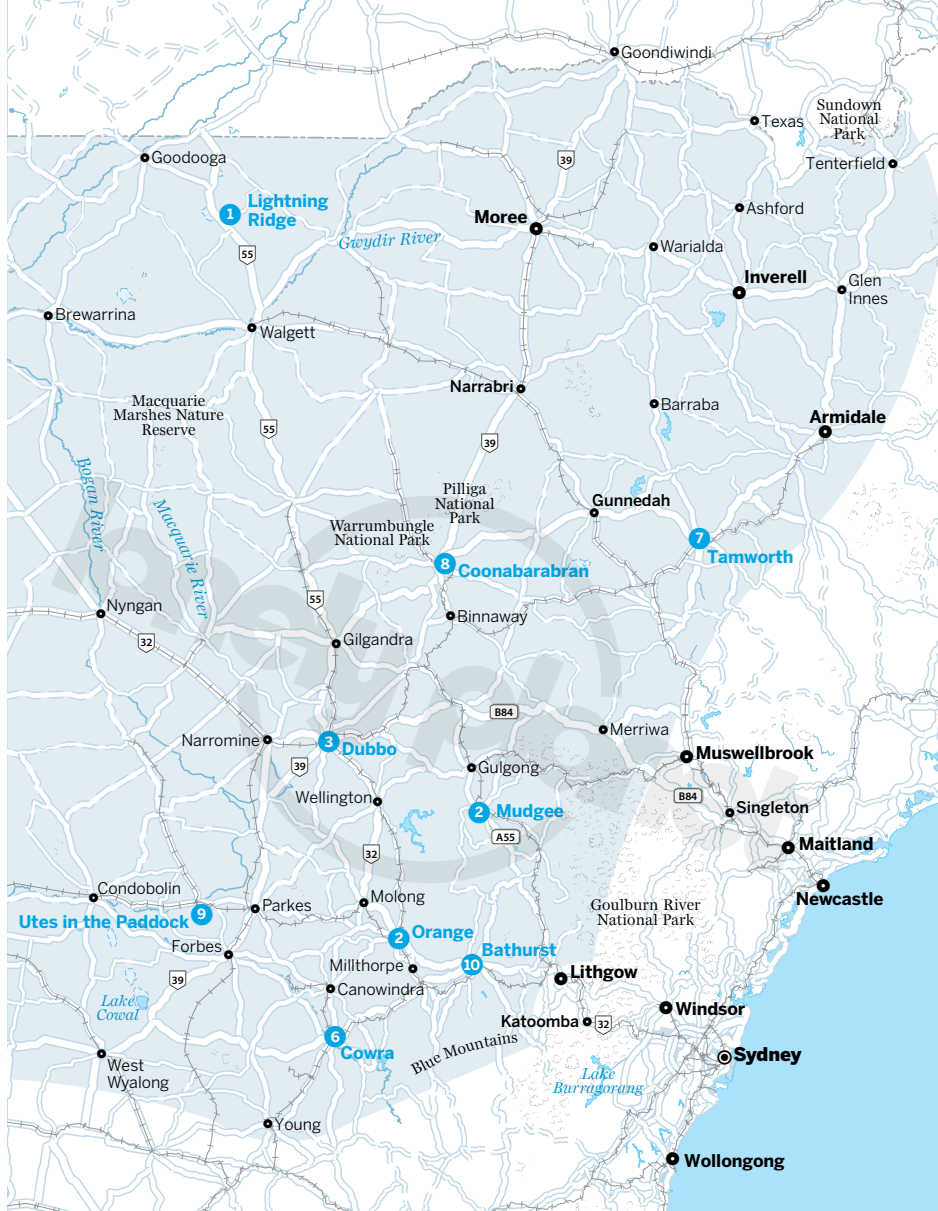 Goondiwindi
Texas
Sundown
National
Park
Tenterfield
Goodooga
39
1
Lightning
Ridge
Moree
Ashford
Gwydir River
Warialda
55
Inverell
Glen
Innes
Brewarrina
Walgett
Narrabri
Barraba
Macquarie
Marshes Nature
Reserve
Armidale
55
39
Bogan River
Macquarie River
Pilliga
National
Park
Gunnedah
Warrumbungle
National Park
7
Tamworth
8
Coonabarabran
55
Nyngan
Binnaway
32
Gilgandra
B84
Merriwa
Narromine
3
Dubbo
Muswellbrook
39
Gulgong
Wellington
B84
Singleton
2
Mudgee
A55
32
Maitland
Condobolin
Molong
Newcastle
9
Utes in the Paddock
Parkes
Goulburn River
National Park
2
Orange
Forbes
Bathurst
Millthorpe
10
39
Lithgow
Canowindra
Lake
Cowal
Windsor
Katoomba
32
6
Cowra
Blue Mountains
Sydney
West
Wyalong
Lake
Burragorang
Young
Wollongong
lonely planet